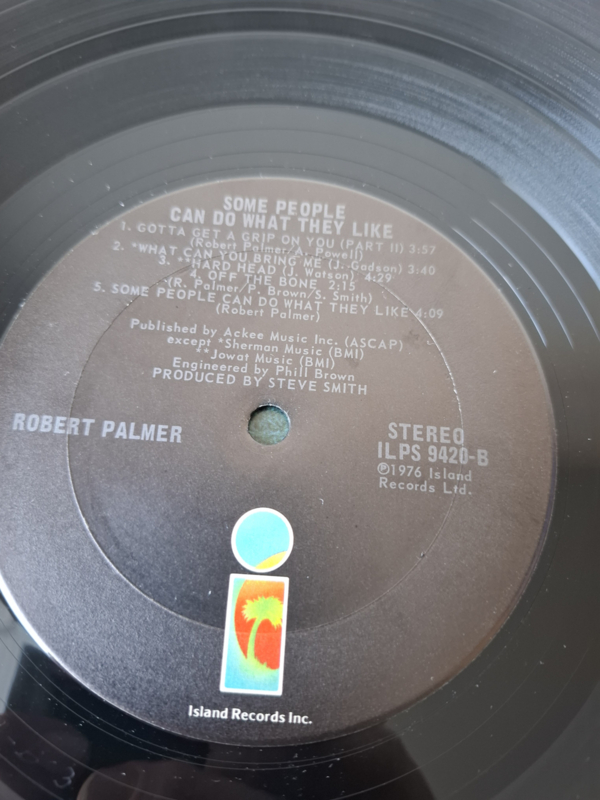 SOME PEOPLE
CAN DO WHAT THEY LIKE
1. GOTTA GET A GRIP ON YOU (PART II) 3:57
(Robert Palmer/A. Powell)
2. *WHAT CAN YOU BRING ME (J. Gadson) 3:40
3. **HARD HEAD (J. Watson) 4:29
4. OFF THE BONE 2:15
(R. Palmer/P. Brown/S. Smith)
5. SOME PEOPLE CAN DO WHAT THEY LIKE 4:09
(Robert Palmer)
Published by Ackee Music Inc. (ASCAP)
except *Sherman Music (BMI)
**Jowat Music (BMI)
Engineered by Phill Brown
PRODUCED BY STEVE SMITH
ROBERT PALMER
STEREO
ILPS 9420-B
℗1976 Island
Records Ltd.
Island Records Inc.